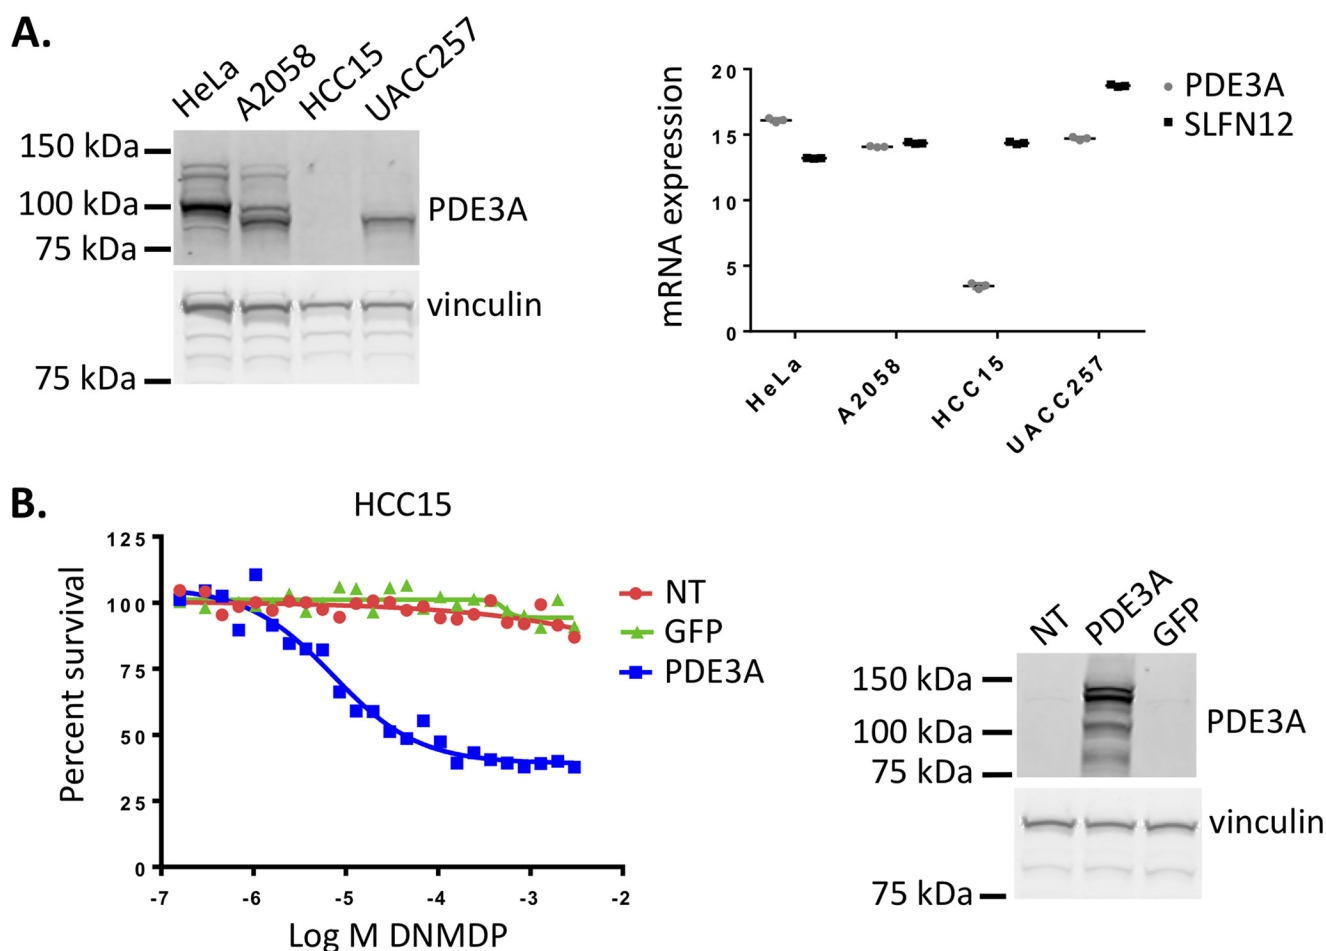 A.
HeLa
A2058
HCC15
UACC257
150 kDa
100 kDa
75 kDa
PDE3A
vinculin
75 kDa
mRNA expression
20
15
10
5
0
HeLa
A2058
HCC15
UACC257
PDE3A
SLFN12
B.
HCC15
Percent survival
125
100
75
50
25
0
-7 -6 -5 -4 -3 -2
Log M DNMDP
NT
GFP
PDE3A
NT
PDE3A
GFP
150 kDa
100 kDa
75 kDa
PDE3A
vinculin
75 kDa